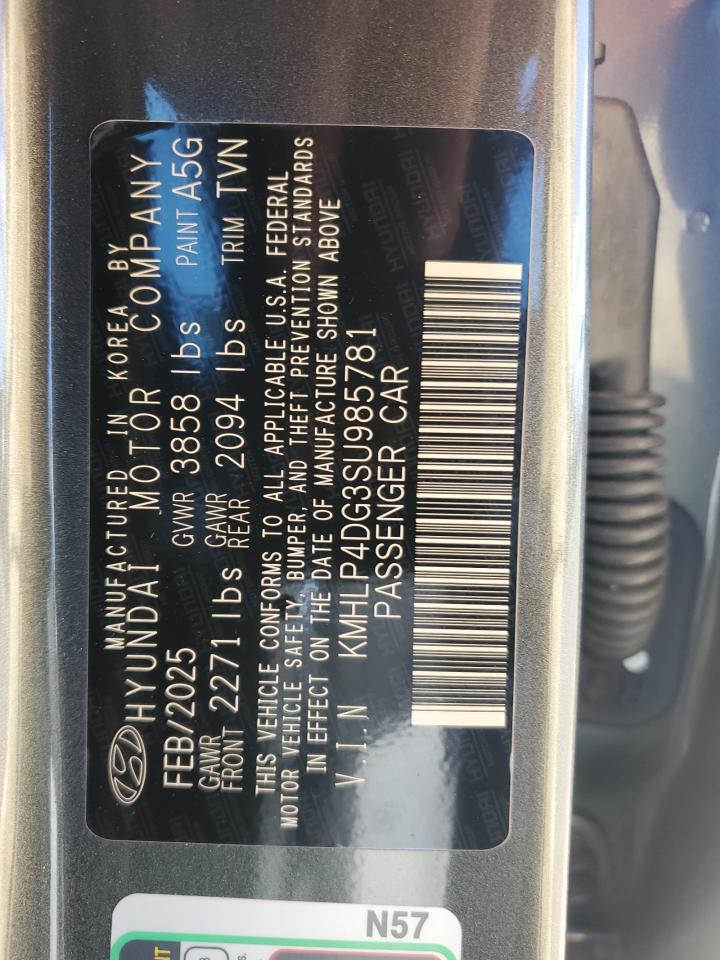 MANUFACTURED IN KOREA BY
HYUNDAI MOTOR COMPANY
FEB/2025 GVWR 3858 lbs PAINT A5G
GAWR FRONT 2271 lbs GAWR REAR 2094 lbs TRIM TVN
THIS VEHICLE CONFORMS TO ALL APPLICABLE U.S.A. FEDERAL
MOTOR VEHICLE SAFETY, BUMPER, AND THEFT PREVENTION STANDARDS
IN EFFECT ON THE DATE OF MANUFACTURE SHOWN ABOVE
V.I.N KMHLP4DG3SU985781
PASSENGER CAR
N57